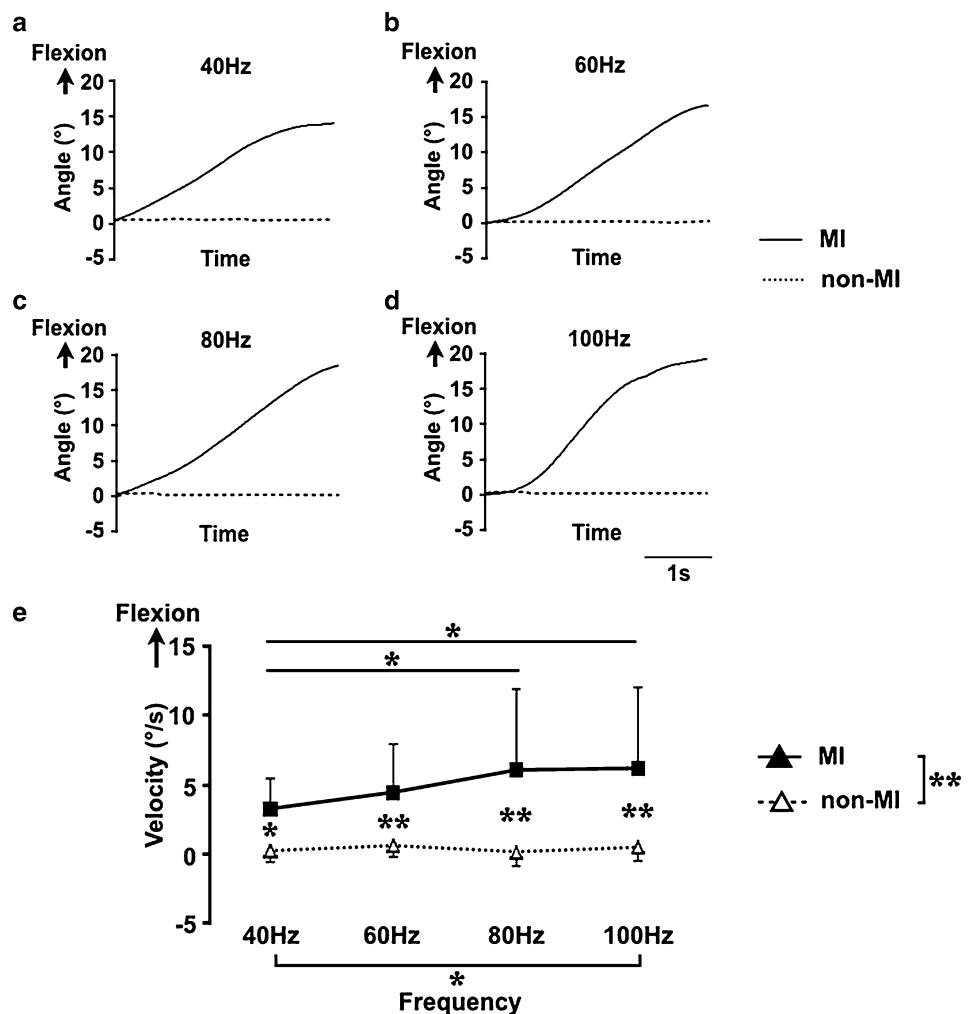 a
Flexion
40Hz
20
15
10
5
0
-5
Angle (°)
Time
b
Flexion
60Hz
20
15
10
5
0
-5
Angle (°)
Time
MI
non-MI
c
Flexion
80Hz
20
15
10
5
0
-5
Angle (°)
Time
d
Flexion
100Hz
20
15
10
5
0
-5
Angle (°)
Time
1s
e
Flexion
15
10
5
0
-5
Velocity (°/s)
*
*
* ** ** **
40Hz 60Hz 80Hz 100Hz
*
Frequency
MI
non-MI
**